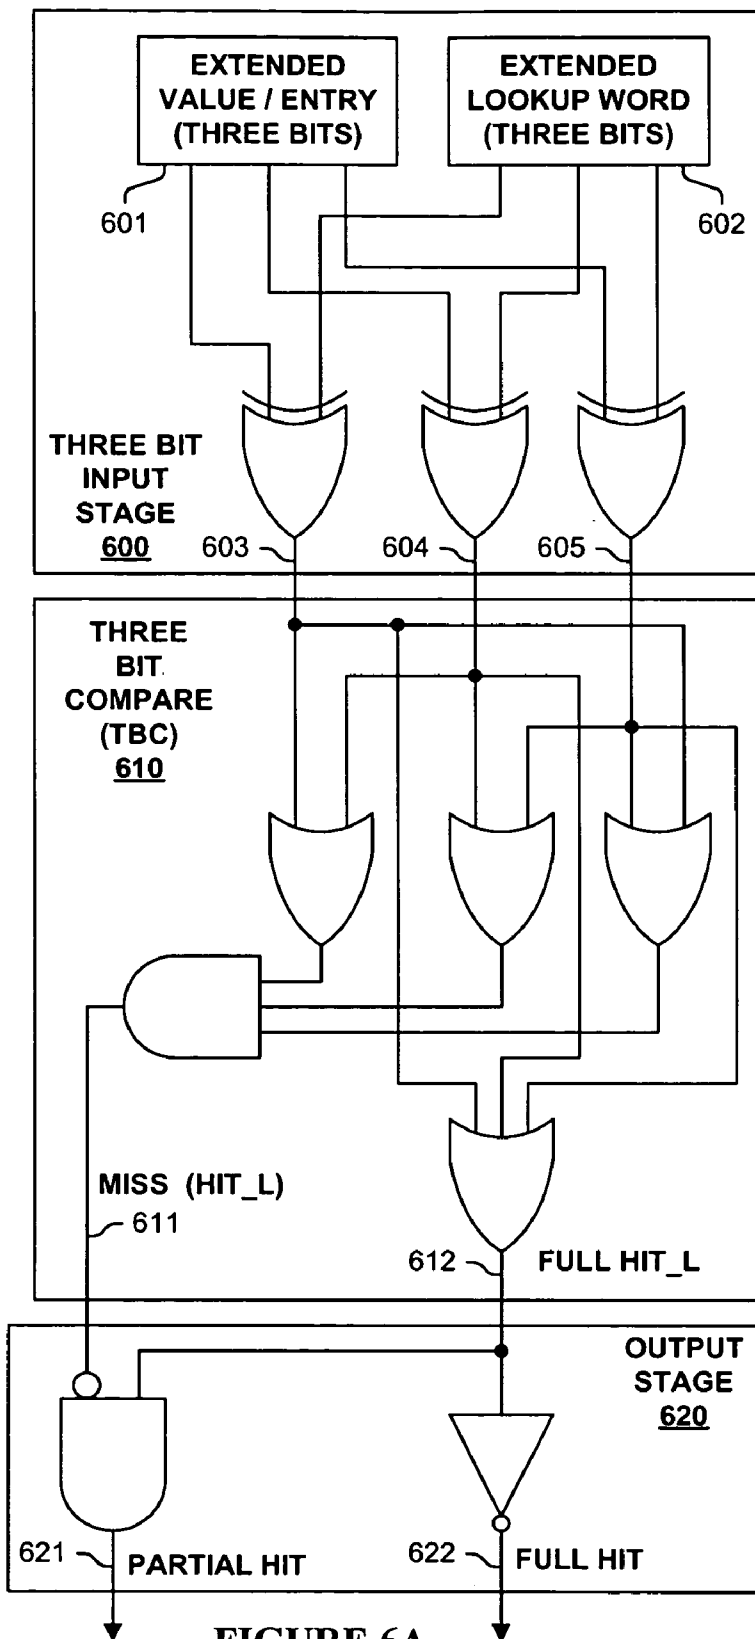 EXTENDED
VALUE / ENTRY
(THREE BITS)
EXTENDED
LOOKUP WORD
(THREE BITS)
601
602
THREE BIT
INPUT
STAGE
600
603
604
605
THREE
BIT
COMPARE
(TBC)
610
MISS (HIT_L)
611
612
FULL HIT_L
OUTPUT
STAGE
620
621
PARTIAL HIT
622
FULL HIT
FIGURE 6A